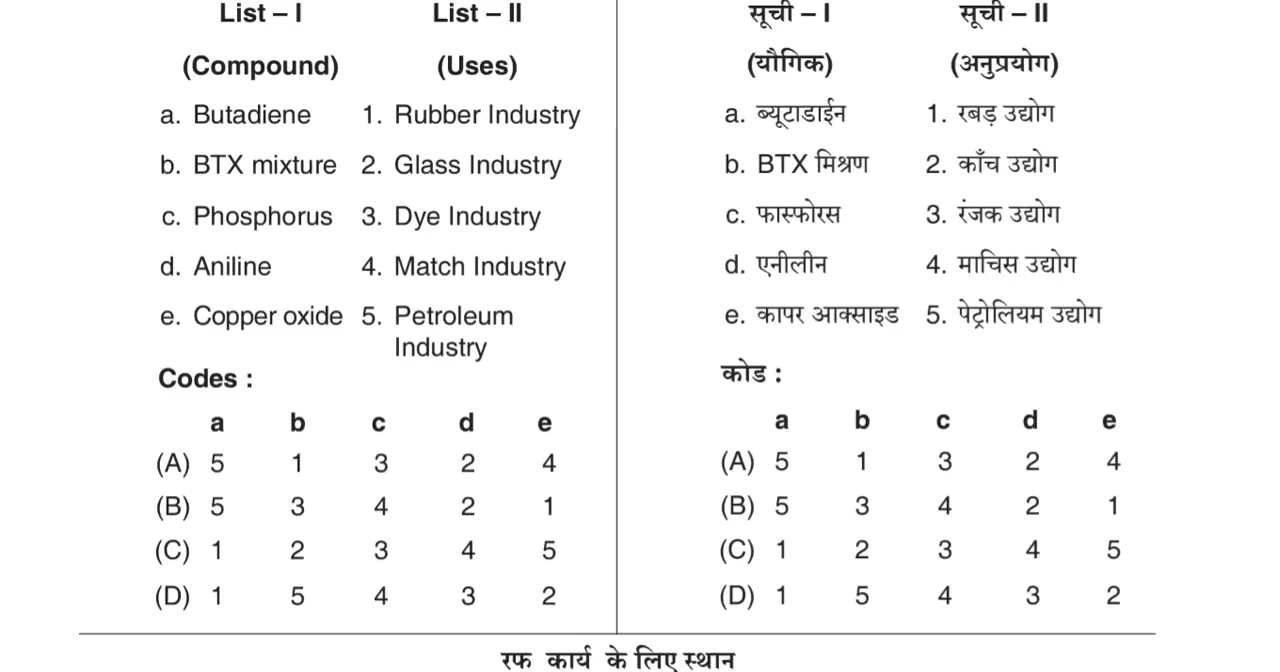 List – I List – II
(Compound) (Uses)
a. Butadiene 1. Rubber Industry
b. BTX mixture 2. Glass Industry
c. Phosphorus 3. Dye Industry
d. Aniline 4. Match Industry
e. Copper oxide 5. Petroleum
Industry
Codes :
a b c d e
(A) 5 1 3 2 4
(B) 5 3 4 2 1
(C) 1 2 3 4 5
(D) 1 5 4 3 2
सूची – I सूची – II
(यौगिक) (अनुप्रयोग)
a. ब्यूटाडाईन 1. रबड़ उद्योग
b. BTX मिश्रण 2. काँच उद्योग
c. फास्फोरस 3. रंजक उद्योग
d. एनीलीन 4. माचिस उद्योग
e. कापर आक्साइड 5. पेट्रोलियम उद्योग
कोड :
a b c d e
(A) 5 1 3 2 4
(B) 5 3 4 2 1
(C) 1 2 3 4 5
(D) 1 5 4 3 2
रफ कार्य के लिए स्थान